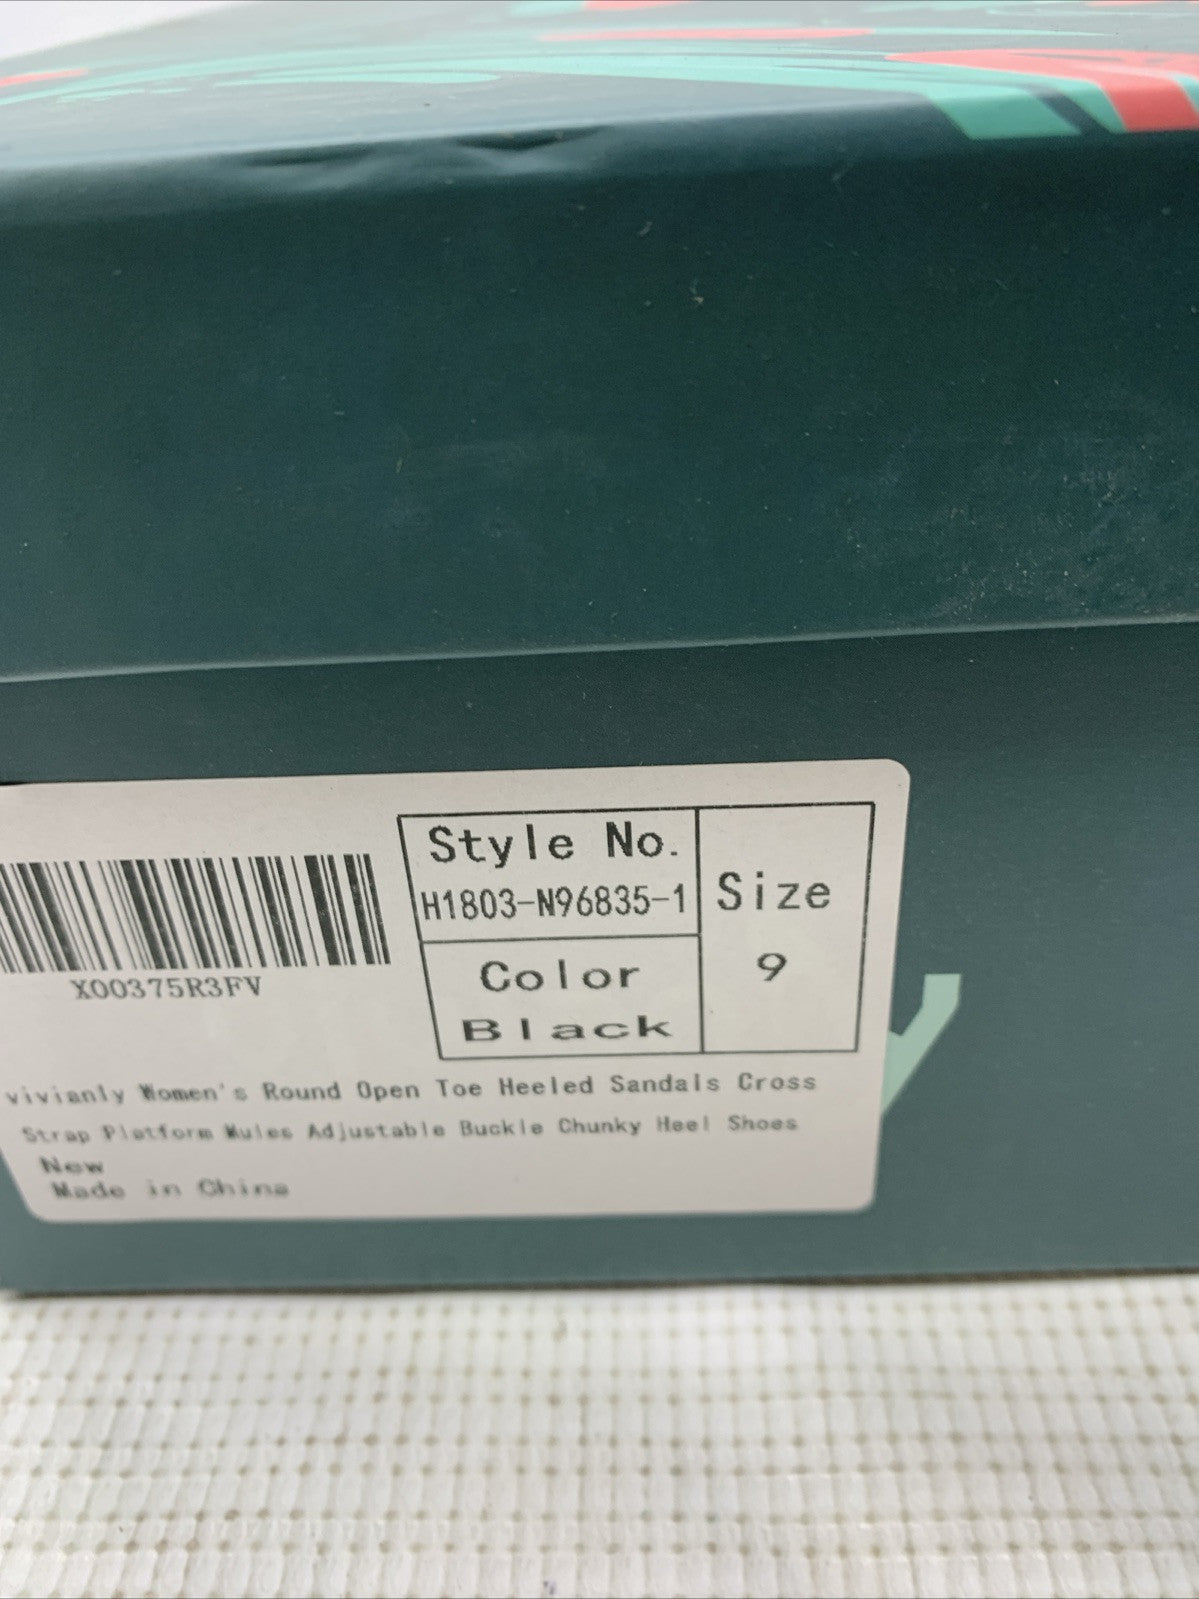 Style No.
H1803-N96835-1
Size
9
Color
Black
X00375R3FV
vivianly Women's Round Open Toe Heeled Sandals Cross
Strap Platform Mules Adjustable Buckle Chunky Heel Shoes
New
Made in China
y